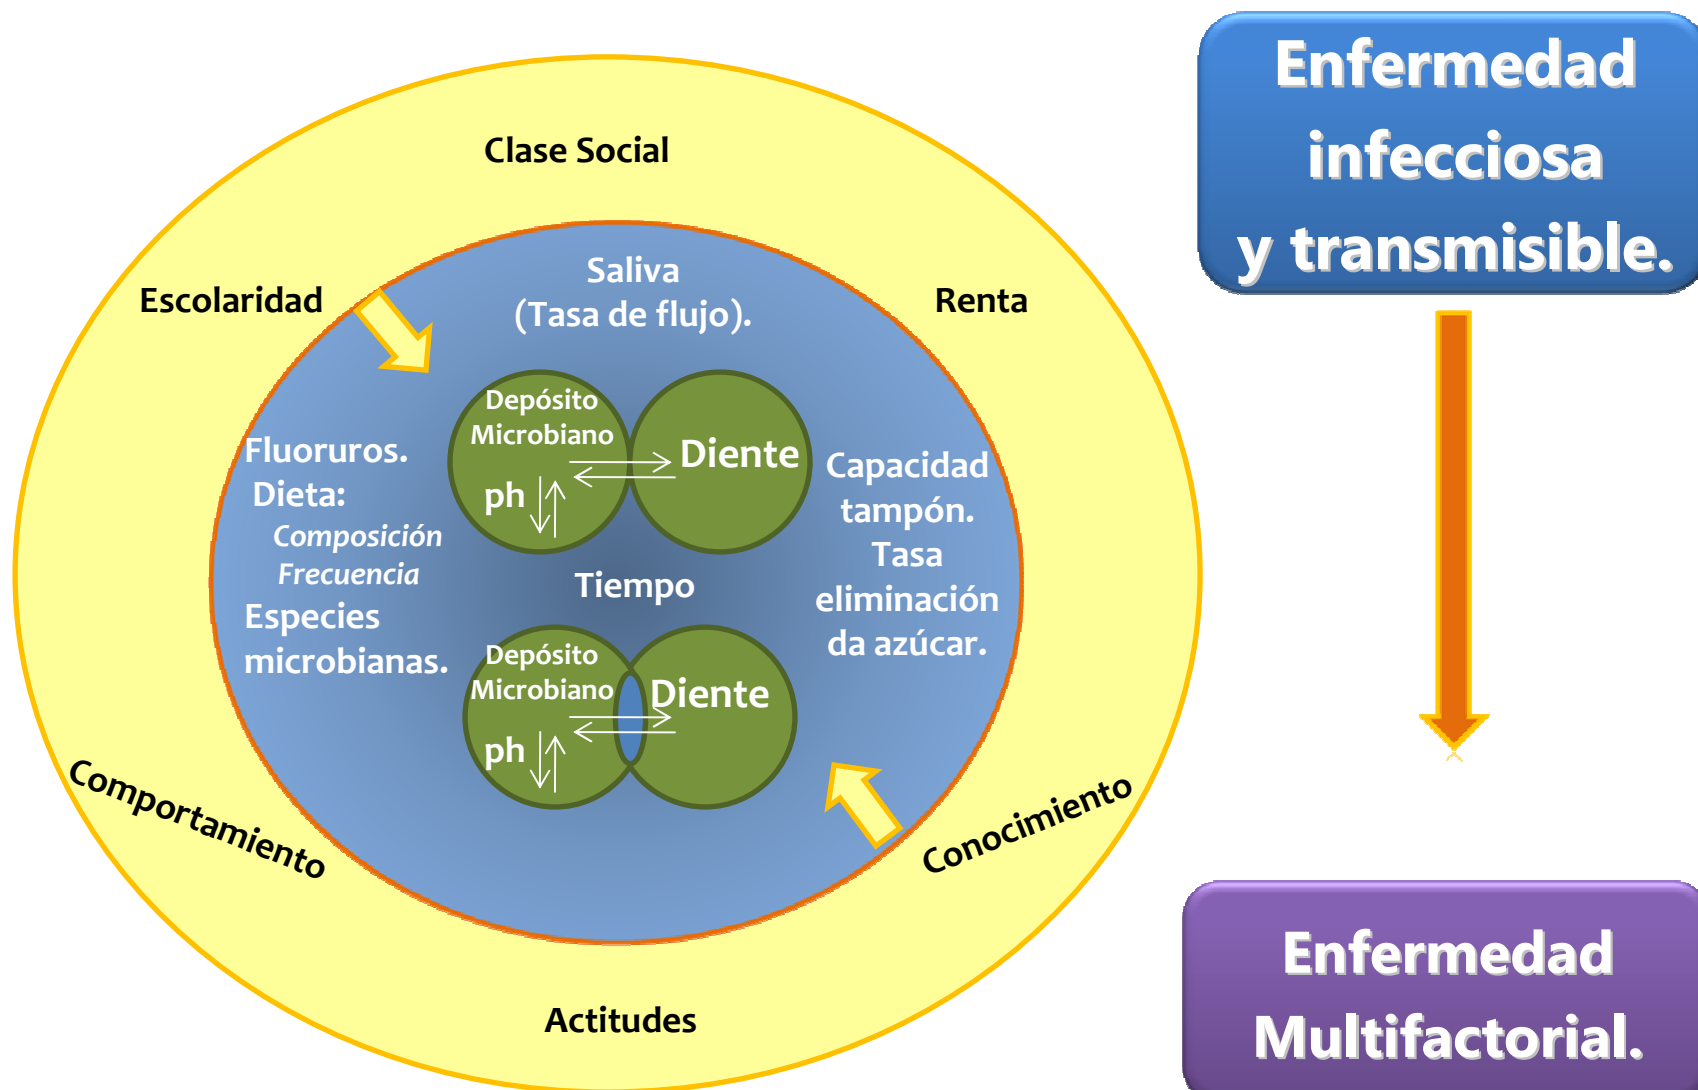 Clase Social
Escolaridad
Renta
Comportamiento
Conocimiento
Actitudes
Saliva
(Tasa de flujo).
Fluoruros.
Dieta:
Composición
Frecuencia
Especies
microbianas.
Depósito
Microbiano
ph
Diente
Tiempo
Depósito
Microbiano
ph
Diente
Capacidad
tampón.
Tasa
eliminación
da azúcar.
Enfermedad
infecciosa
y transmisible.
Enfermedad
Multifactorial.